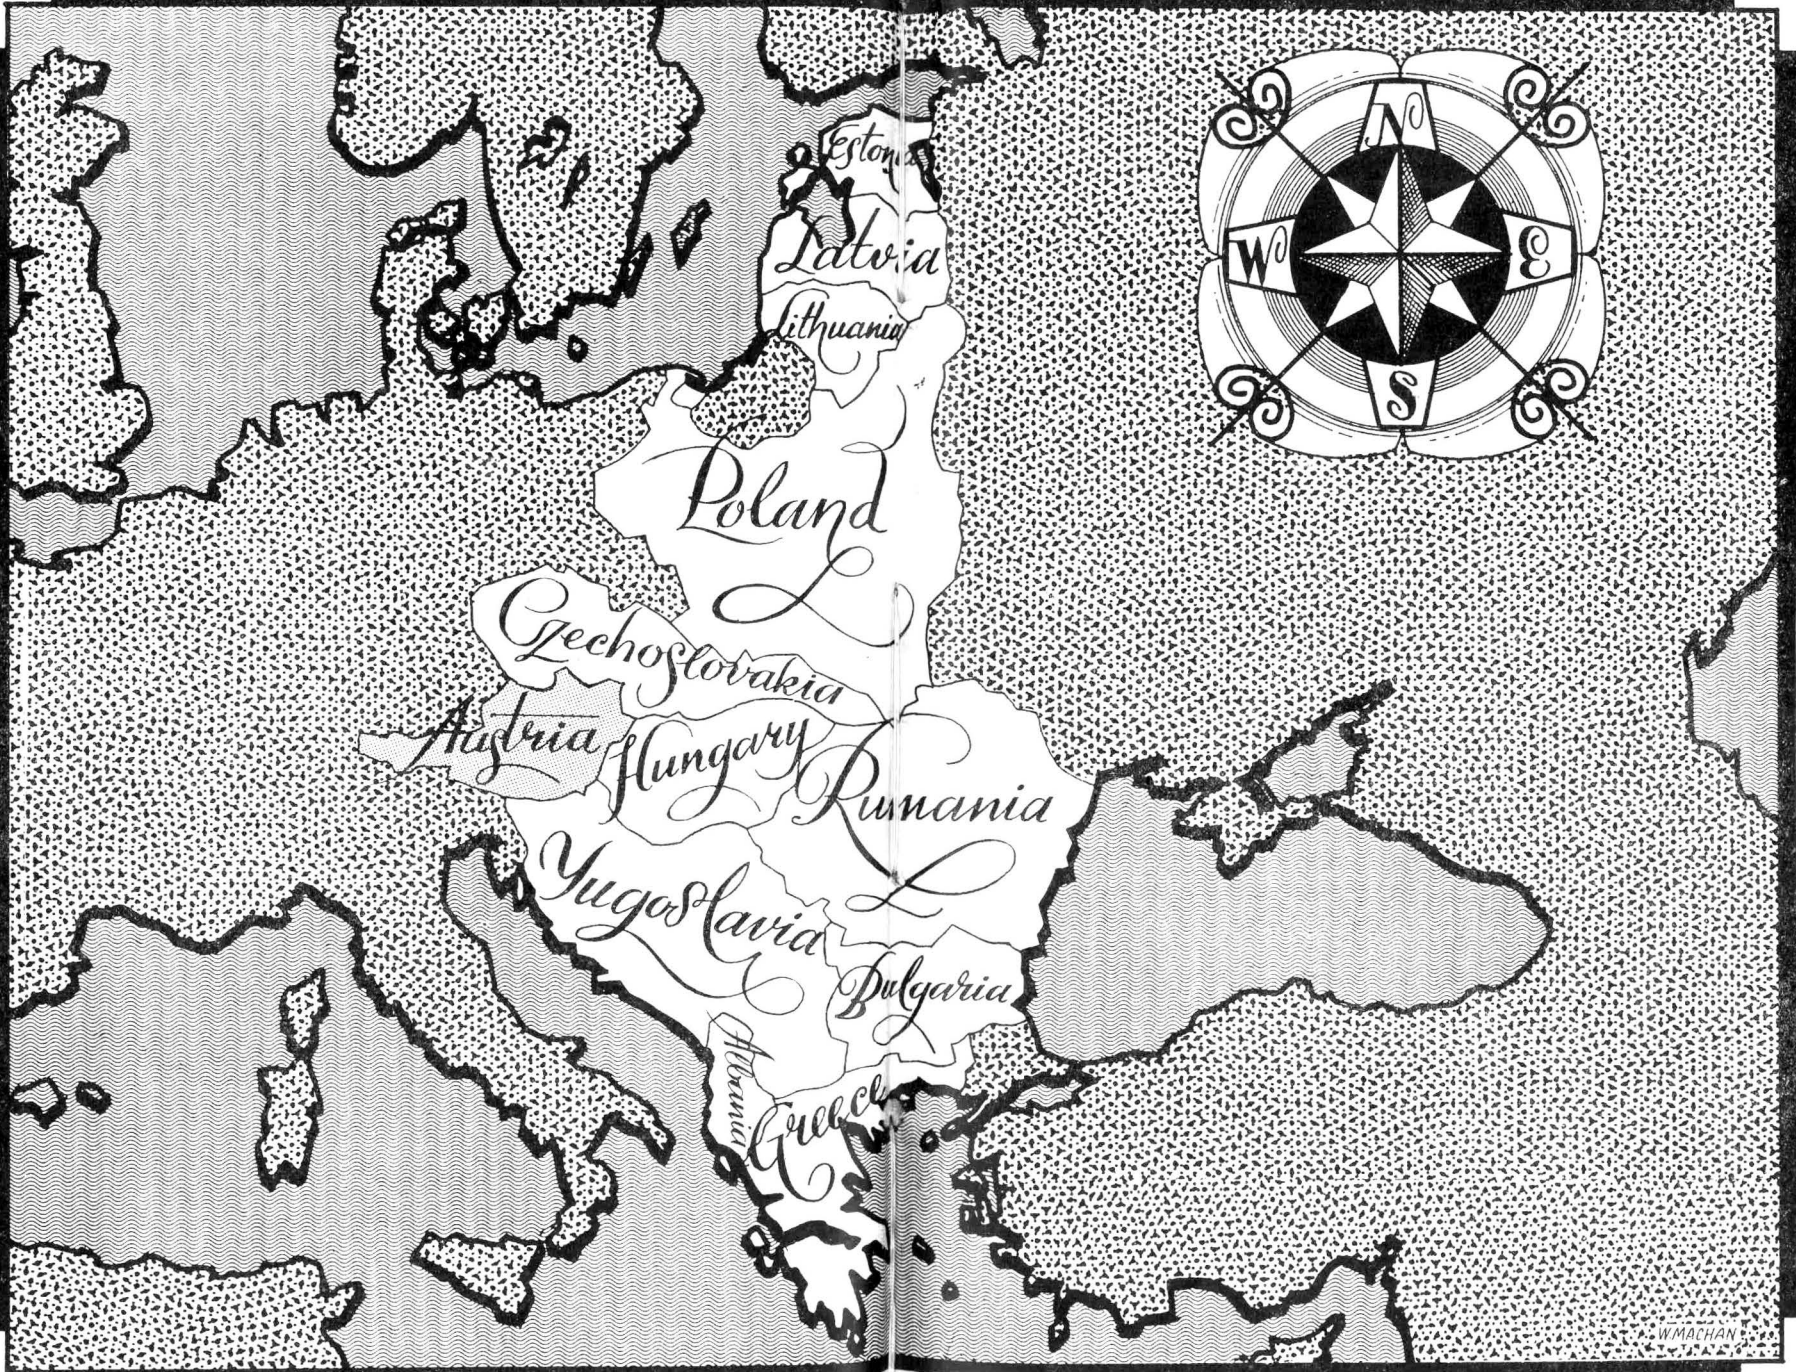 N
W
E
S
Estonia
Latvia
Lithuania
Poland
Czechoslovakia
Austria
Hungary
Rumania
Yugoslavia
Bulgaria
Albania
Greece
W MACHAN